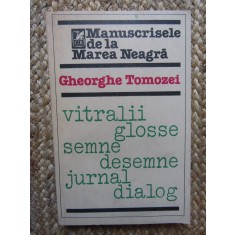 Manuscrisele
de la
Marea Neagră
Gheorghe Tomozei
vitralii
glosse
semne
desemne
jurnal
dialog